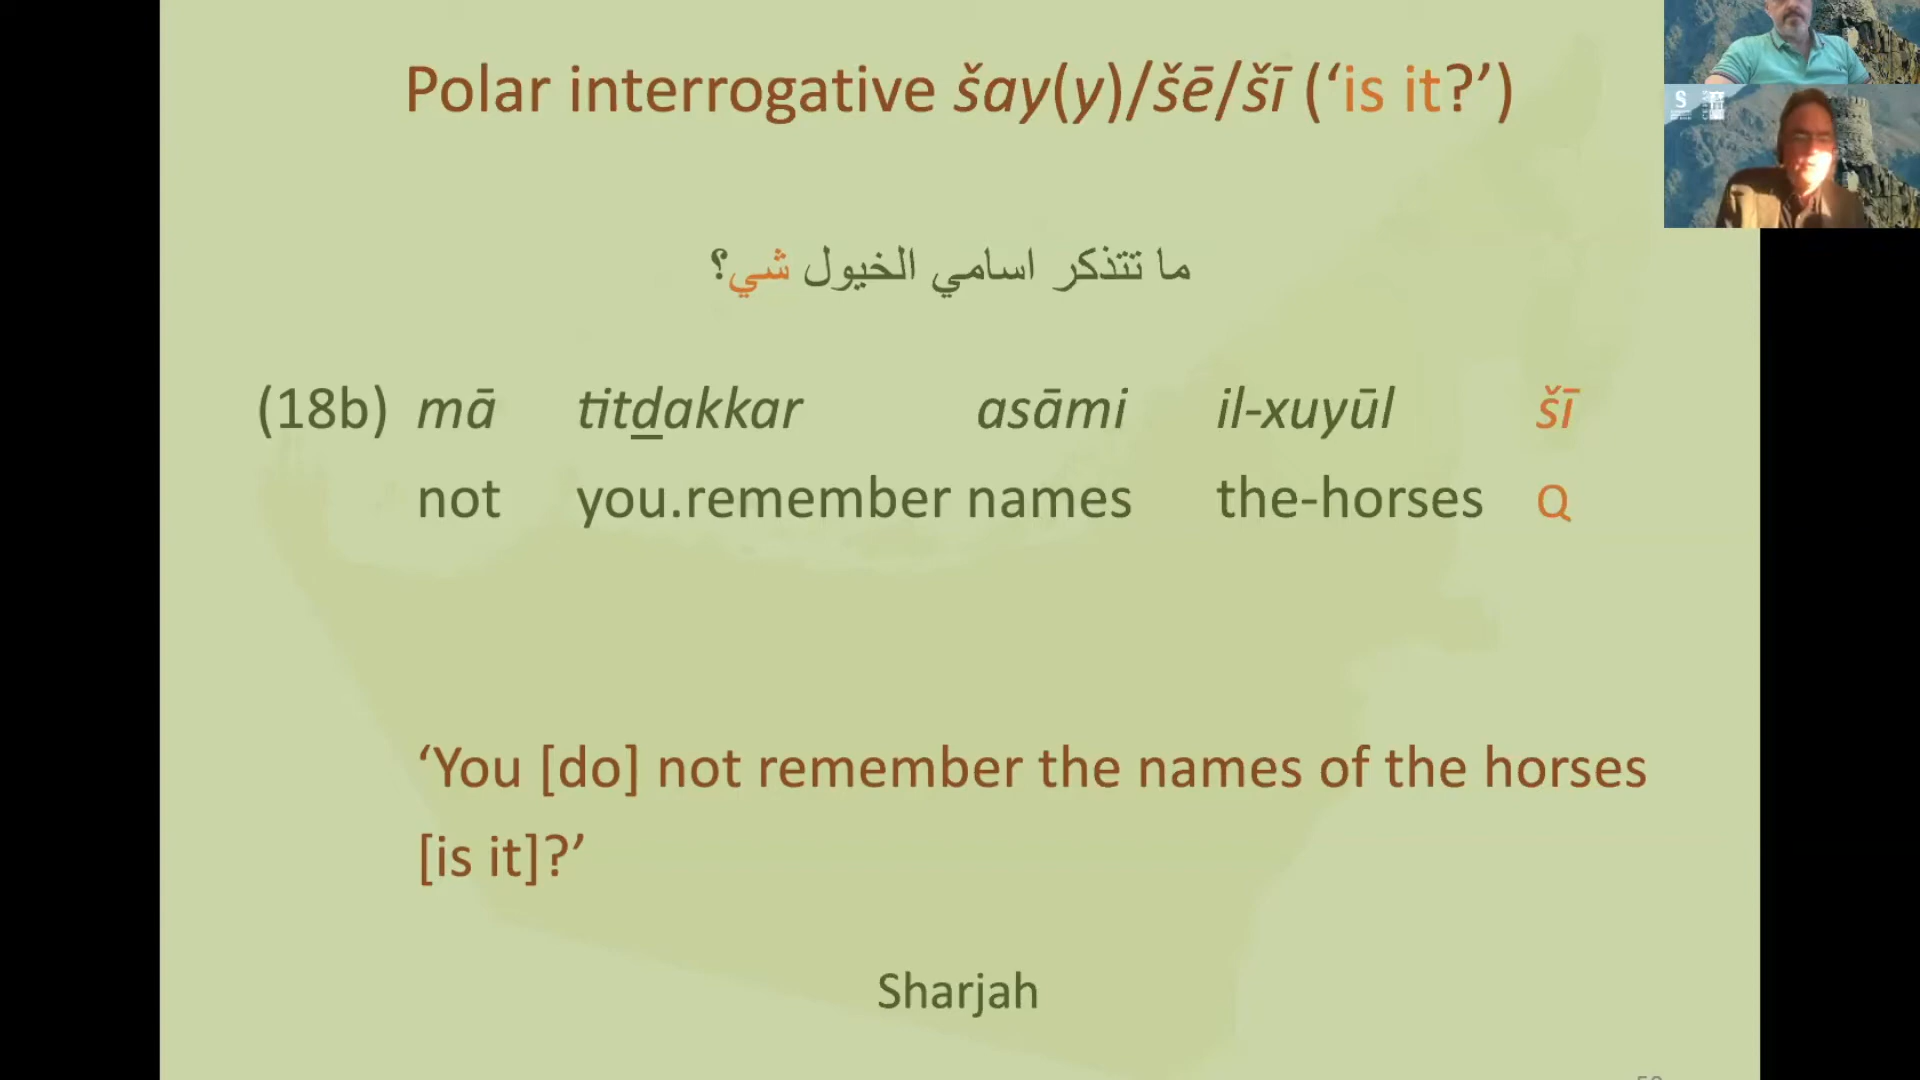 Polar interrogative šay(y)/šē/šī (‘is it?’)
ما تتذكر اسامي الخيول شي؟
(18b) mā titḏakkar asāmi il-xuyūl šī
not you.remember names the-horses Q
‘You [do] not remember the names of the horses
[is it]?’
Sharjah